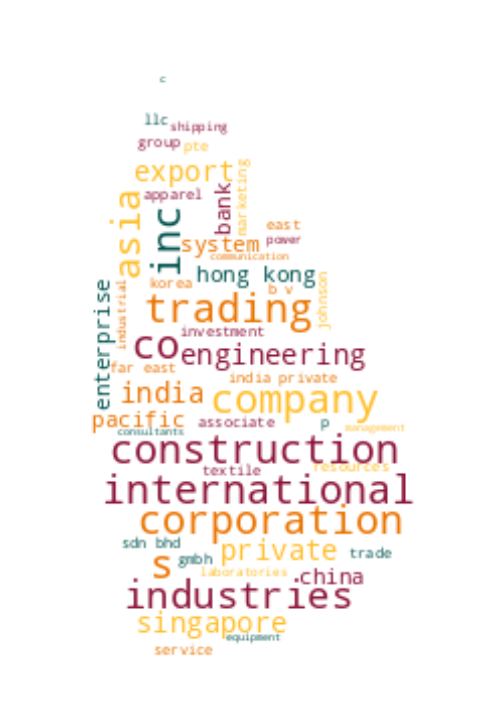 c
llc shipping
group pte
export
apparel
asia
inc
bank
marketing
east
system power
communication
hong kong
korea b v
industrial
johnson
enterprise
trading
investment
co engineering
far east
india private
india company
pacific associate p management
consultants
construction
textile resources
international
corporation
sdn bhd private trade
s gmbh
laboratories china
industries
singapore
equipment
service